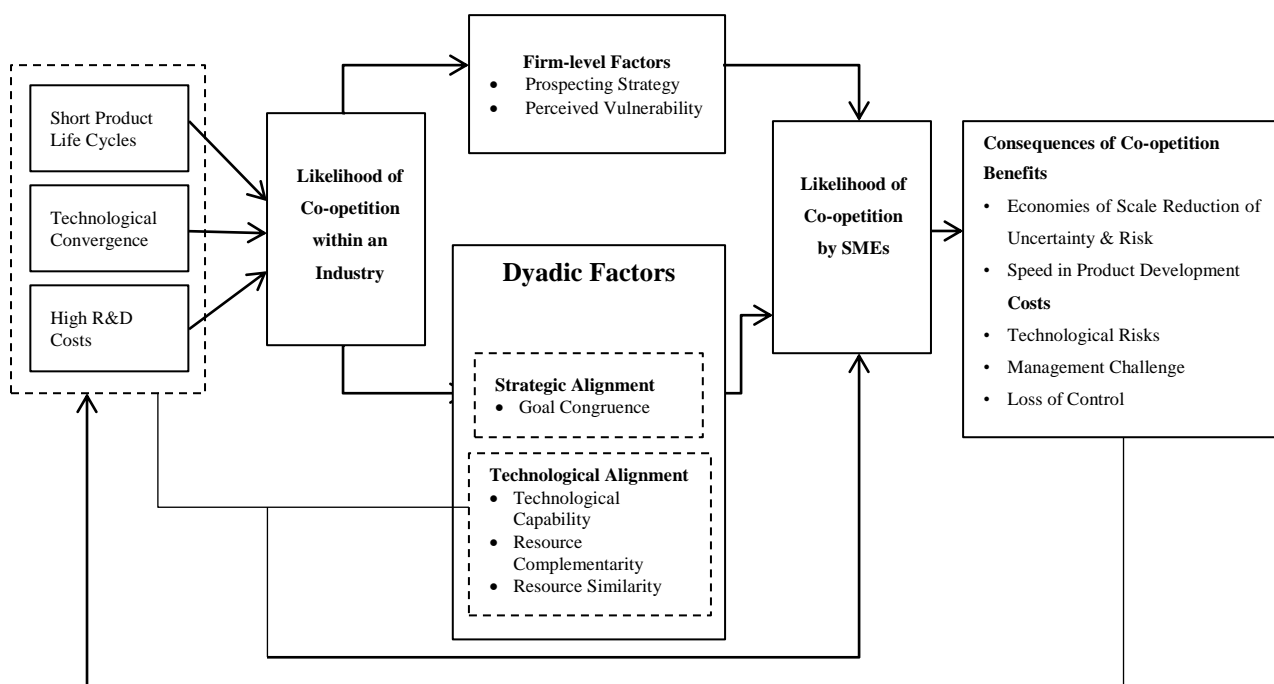 Short Product
Life Cycles
Technological
Convergence
High R&D
Costs
Likelihood of
Co-opetition
within an
Industry
Firm-level Factors
• Prospecting Strategy
• Perceived Vulnerability
Dyadic Factors
Strategic Alignment
• Goal Congruence
Technological Alignment
• Technological
Capability
• Resource
Complementarity
• Resource Similarity
Likelihood of
Co-opetition
by SMEs
Consequences of Co-opetition
Benefits
• Economies of Scale Reduction of
Uncertainty & Risk
• Speed in Product Development
Costs
• Technological Risks
• Management Challenge
• Loss of Control